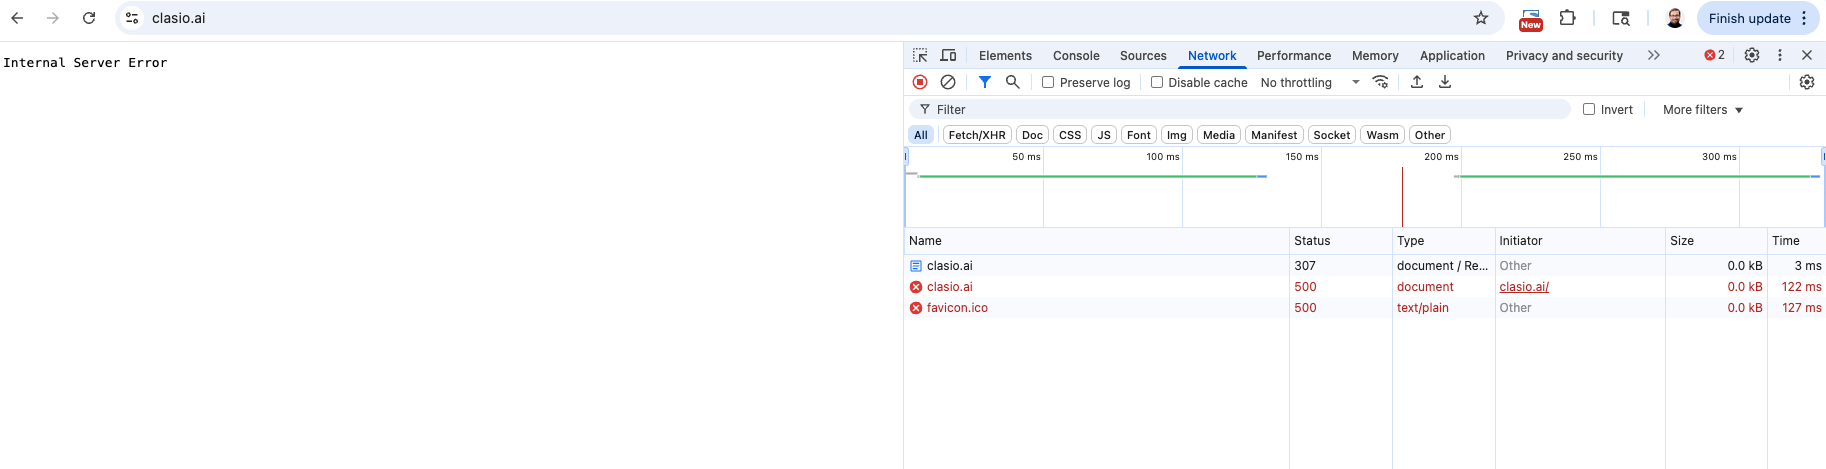 clasio.ai
New
Finish update
Internal Server Error
Elements Console Sources Network Performance Memory Application Privacy and security 2
Preserve log Disable cache No throttling
Filter Invert More filters
All Fetch/XHR Doc CSS JS Font Img Media Manifest Socket Wasm Other
50 ms 100 ms 150 ms 200 ms 250 ms 300 ms
Name Status Type Initiator Size Time
clasio.ai 307 document / Re... Other 0.0 kB 3 ms
clasio.ai 500 document clasio.ai/ 0.0 kB 122 ms
favicon.ico 500 text/plain Other 0.0 kB 127 ms